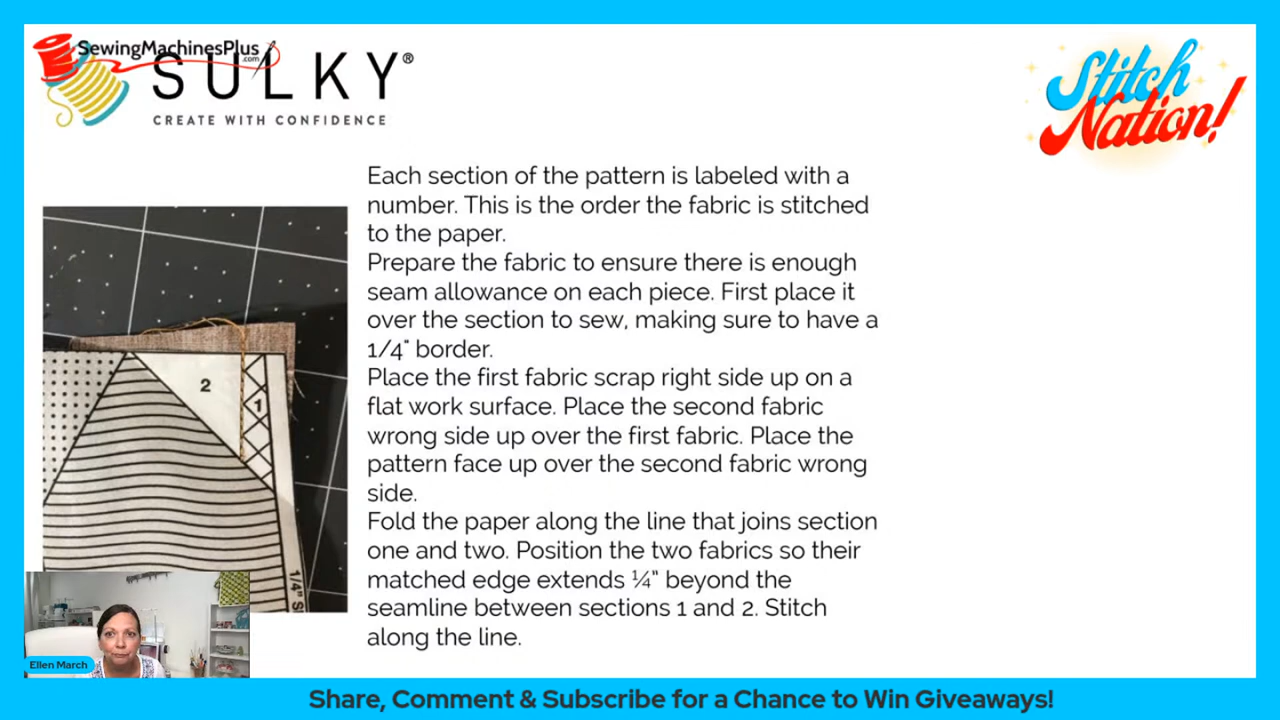 SewingMachinesPlus
.com
SULKY®
CREATE WITH CONFIDENCE
Stitch
Nation!
Each section of the pattern is labeled with a
number. This is the order the fabric is stitched
to the paper.
Prepare the fabric to ensure there is enough
seam allowance on each piece. First place it
over the section to sew, making sure to have a
1/4" border.
Place the first fabric scrap right side up on a
flat work surface. Place the second fabric
wrong side up over the first fabric. Place the
pattern face up over the second fabric wrong
side.
Fold the paper along the line that joins section
one and two. Position the two fabrics so their
matched edge extends ¼" beyond the
seamline between sections 1 and 2. Stitch
along the line.
2
1
1/4" S
Ellen March
Share, Comment & Subscribe for a Chance to Win Giveaways!